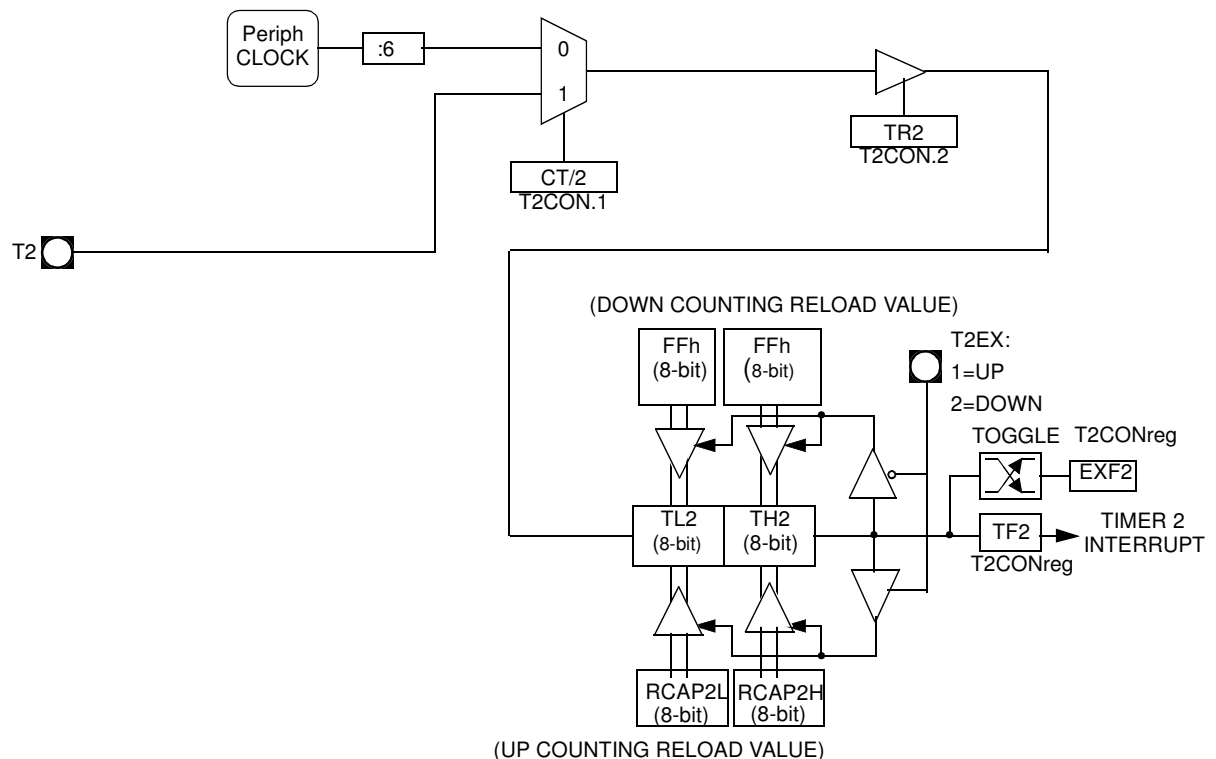 Periph
CLOCK
:6
0
1
TR2
T2CON.2
CT/2
T2CON.1
T2
(DOWN COUNTING RELOAD VALUE)
FFh
(8-bit)
FFh
(8-bit)
T2EX:
1=UP
2=DOWN
TOGGLE
T2CONreg
EXF2
TL2
(8-bit)
TH2
(8-bit)
TF2
T2CONreg
TIMER 2
INTERRUPT
RCAP2L
(8-bit)
RCAP2H
(8-bit)
(UP COUNTING RELOAD VALUE)